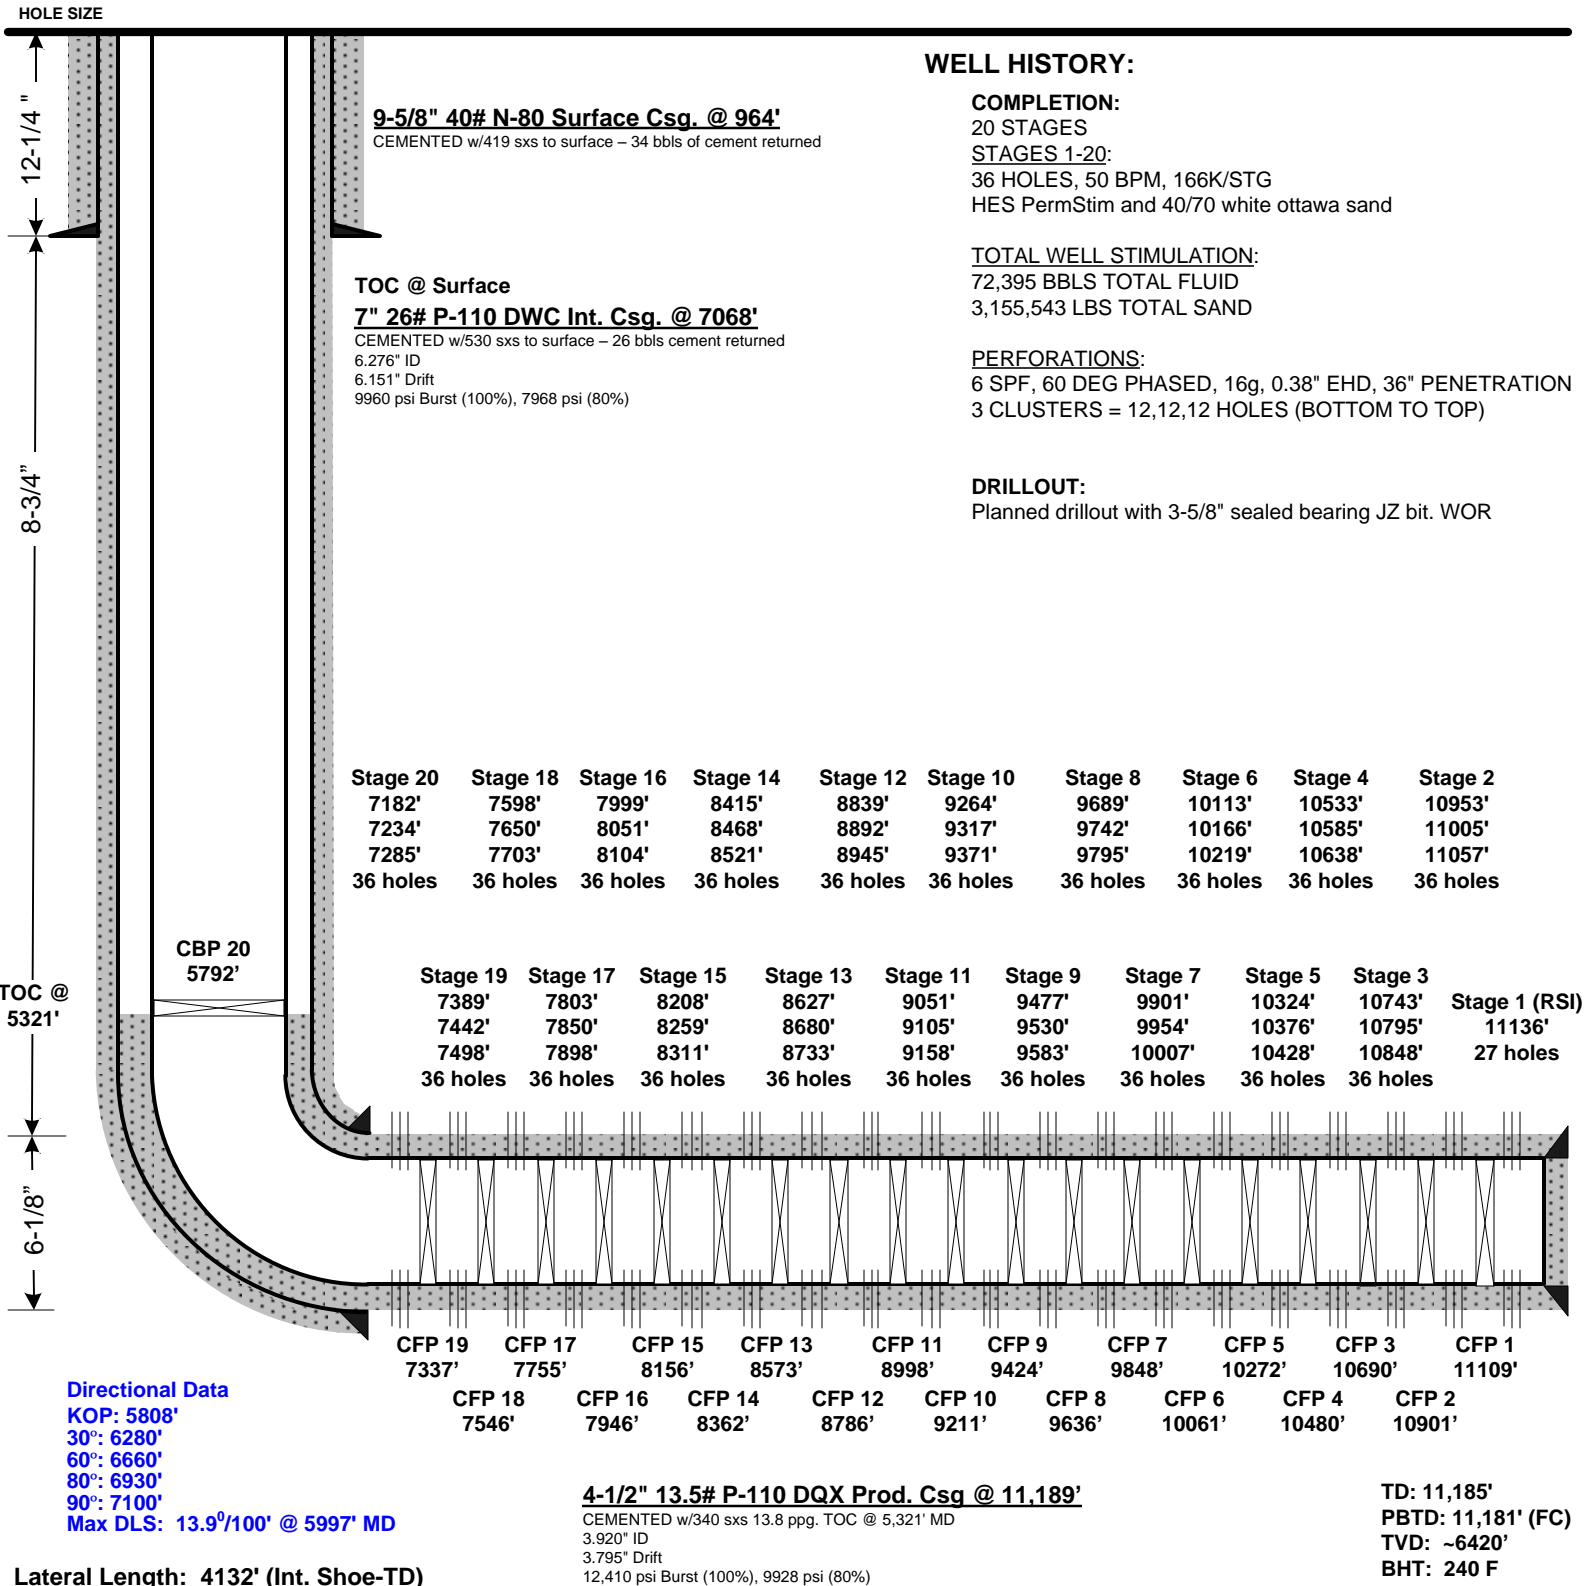 HOLE SIZE
12-1/4 "
8-3/4”
6-1/8”
9-5/8" 40# N-80 Surface Csg. @ 964'
CEMENTED w/419 sxs to surface – 34 bbls of cement returned
TOC @ Surface
7" 26# P-110 DWC Int. Csg. @ 7068'
CEMENTED w/530 sxs to surface – 26 bbls cement returned
6.276" ID
6.151" Drift
9960 psi Burst (100%), 7968 psi (80%)
WELL HISTORY:
COMPLETION:
20 STAGES
STAGES 1-20:
36 HOLES, 50 BPM, 166K/STG
HES PermStim and 40/70 white ottawa sand
TOTAL WELL STIMULATION:
72,395 BBLS TOTAL FLUID
3,155,543 LBS TOTAL SAND
PERFORATIONS:
6 SPF, 60 DEG PHASED, 16g, 0.38" EHD, 36" PENETRATION
3 CLUSTERS = 12,12,12 HOLES (BOTTOM TO TOP)
DRILLOUT:
Planned drillout with 3-5/8" sealed bearing JZ bit. WOR
Stage 20 Stage 18 Stage 16 Stage 14 Stage 12 Stage 10 Stage 8 Stage 6 Stage 4 Stage 2
7182' 7598' 7999' 8415' 8839' 9264' 9689' 10113' 10533' 10953'
7234' 7650' 8051' 8468' 8892' 9317' 9742' 10166' 10585' 11005'
7285' 7703' 8104' 8521' 8945' 9371' 9795' 10219' 10638' 11057'
36 holes 36 holes 36 holes 36 holes 36 holes 36 holes 36 holes 36 holes 36 holes 36 holes
CBP 20
5792’
TOC @
5321'
Stage 19 Stage 17 Stage 15 Stage 13 Stage 11 Stage 9 Stage 7 Stage 5 Stage 3
7389' 7803' 8208' 8627' 9051' 9477' 9901' 10324' 10743' Stage 1 (RSI)
7442' 7850' 8259' 8680' 9105' 9530' 9954' 10376' 10795' 11136'
7498' 7898' 8311' 8733' 9158' 9583' 10007' 10428' 10848' 27 holes
36 holes 36 holes 36 holes 36 holes 36 holes 36 holes 36 holes 36 holes 36 holes
CFP 19 CFP 17 CFP 15 CFP 13 CFP 11 CFP 9 CFP 7 CFP 5 CFP 3 CFP 1
7337’ 7755’ 8156’ 8573’ 8998’ 9424’ 9848’ 10272’ 10690’ 11109'
CFP 18 CFP 16 CFP 14 CFP 12 CFP 10 CFP 8 CFP 6 CFP 4 CFP 2
7546’ 7946’ 8362’ 8786’ 9211’ 9636’ 10061’ 10480’ 10901’
Directional Data
KOP: 5808'
30°: 6280'
60°: 6660'
80°: 6930'
90°: 7100'
Max DLS: 13.9⁰/100' @ 5997' MD
Lateral Length: 4132' (Int. Shoe-TD)
4-1/2" 13.5# P-110 DQX Prod. Csg @ 11,189’
CEMENTED w/340 sxs 13.8 ppg. TOC @ 5,321' MD
3.920" ID
3.795" Drift
12,410 psi Burst (100%), 9928 psi (80%)
TD: 11,185'
PBTD: 11,181' (FC)
TVD: ~6420’
BHT: 240 F